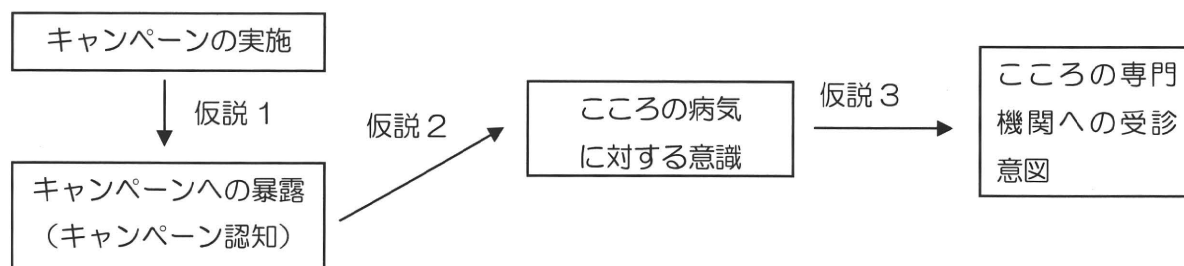 キャンペーンの実施
仮説1
キャンペーンへの暴露
（キャンペーン認知）
仮説2
こころの病気
に対する意識
仮説3
こころの専門
機関への受診
意図